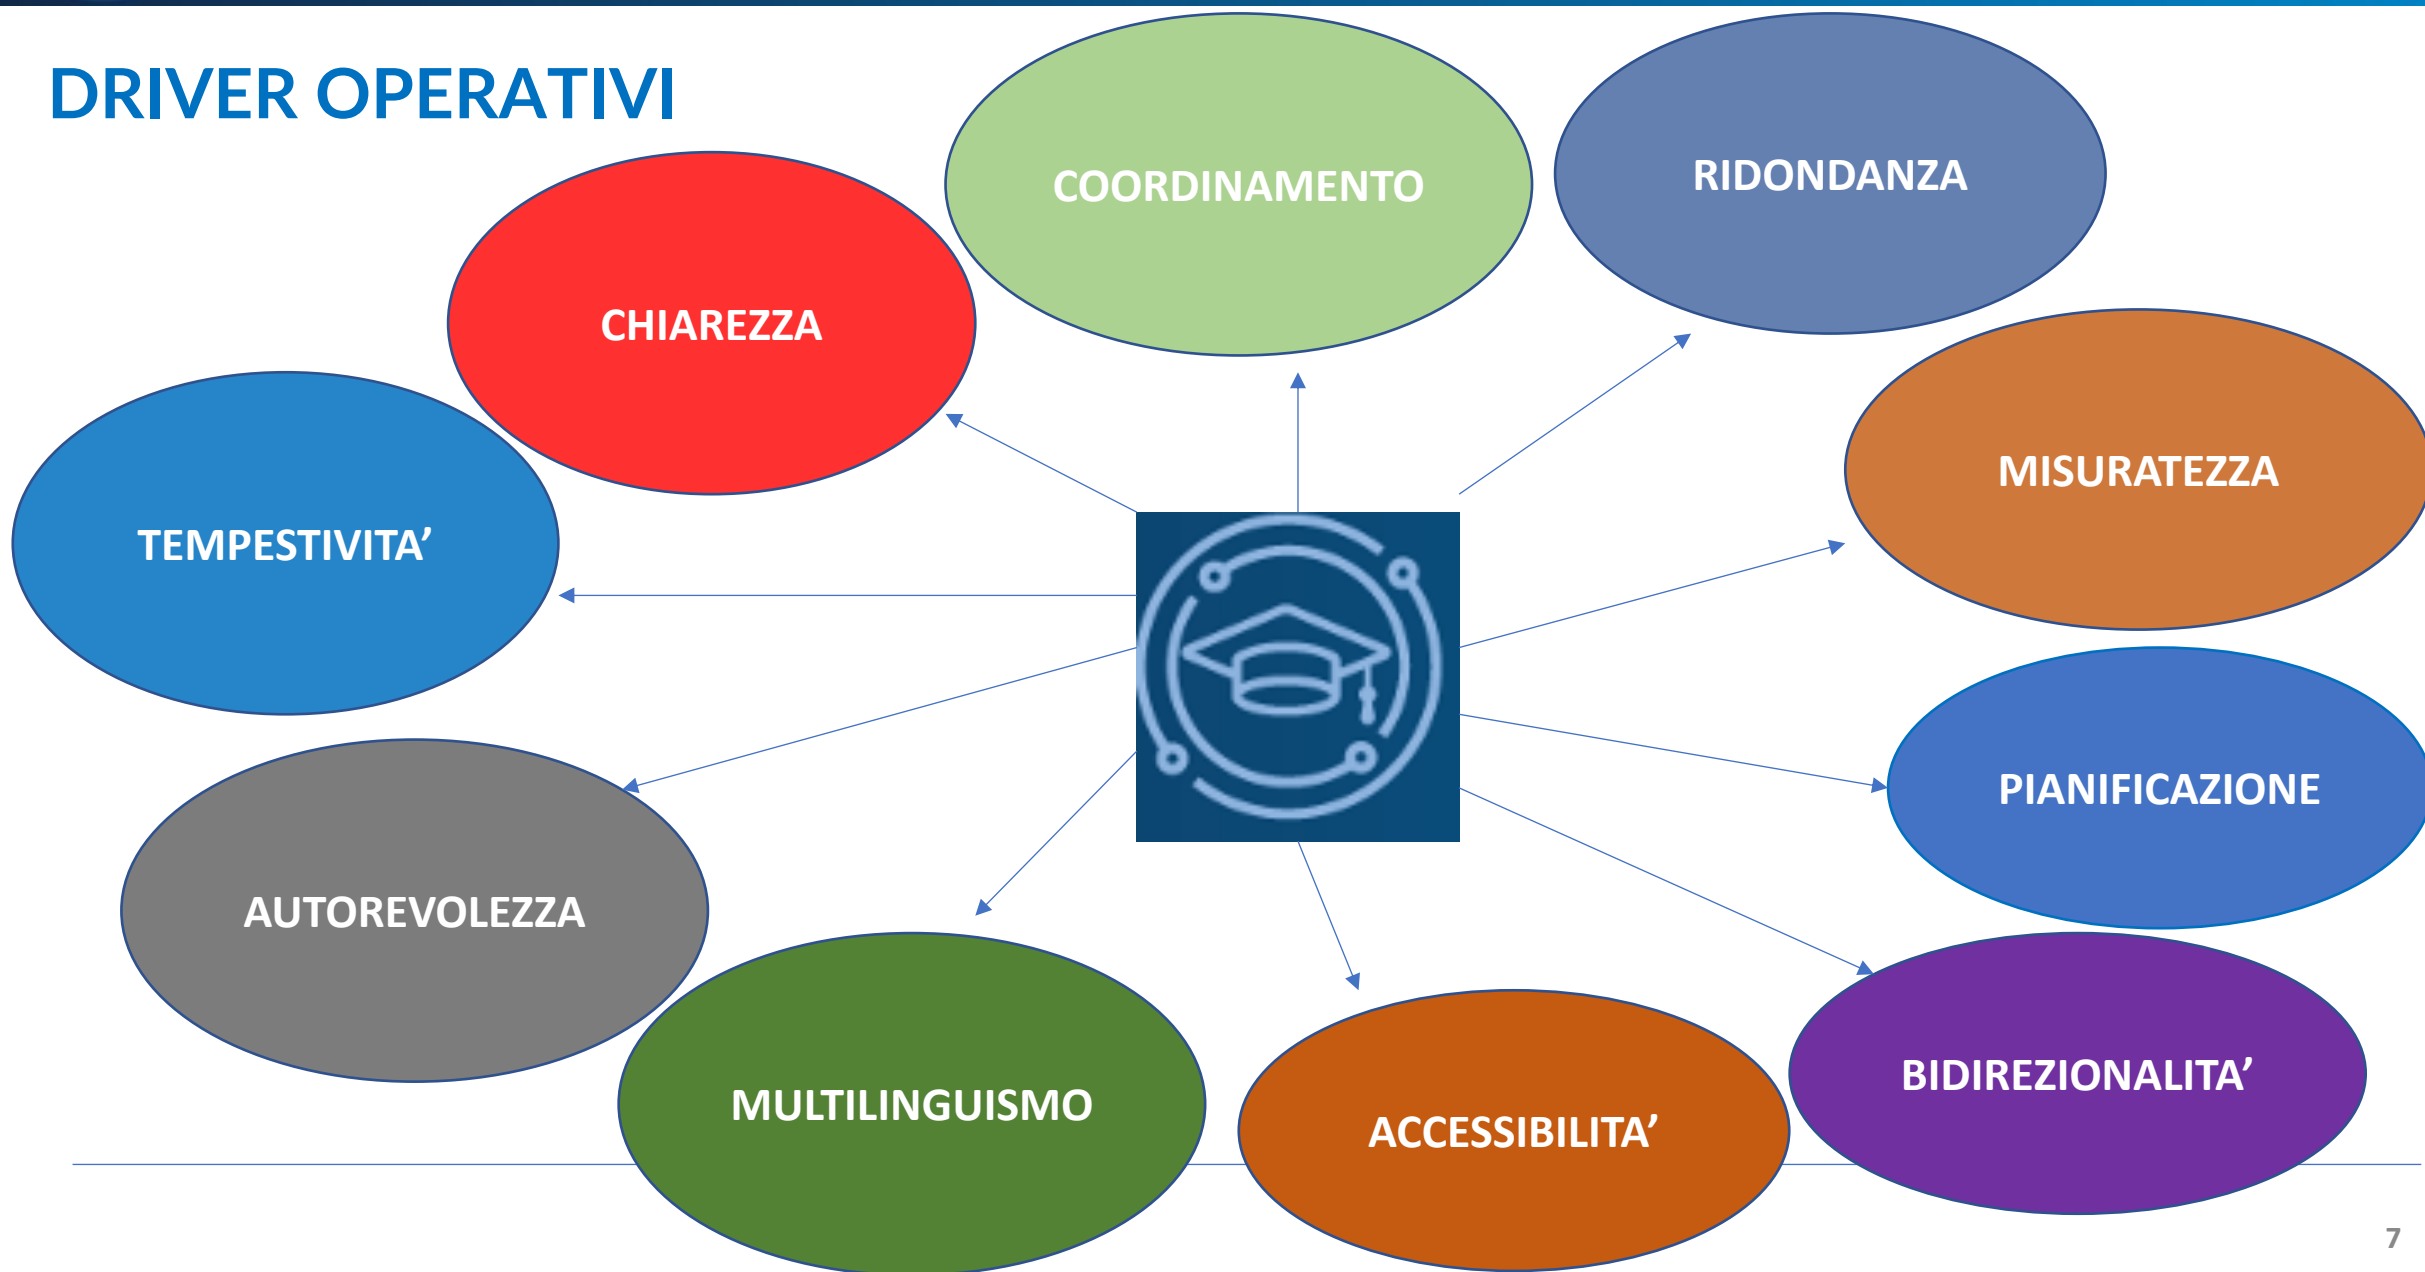 DRIVER OPERATIVI
COORDINAMENTO
RIDONDANZA
CHIAREZZA
MISURATEZZA
TEMPESTIVITA’
PIANIFICAZIONE
AUTOREVOLEZZA
BIDIREZIONALITA’
MULTILINGUISMO
ACCESSIBILITA’
7